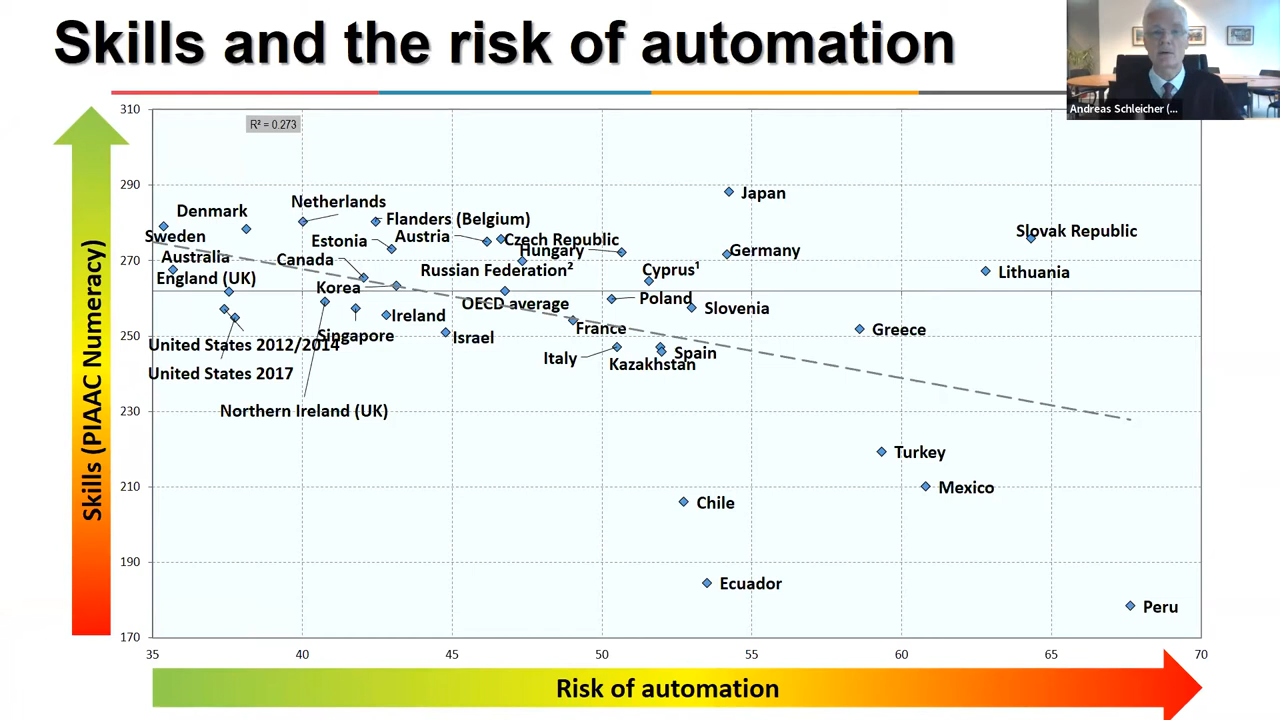 Skills and the risk of automation
Andreas Schleicher (...
310
R² = 0.273
290
Japan
Netherlands
Denmark
Flanders (Belgium)
Slovak Republic
Sweden
Austria
Czech Republic
Estonia
Hungary
Germany
Australia
270
Canada
Russian Federation²
Cyprus¹
Lithuania
England (UK)
Korea
Poland
OECD average
Slovenia
Ireland
France
Greece
250
Singapore
Israel
United States 2012/2014
Italy
Spain
Kazakhstan
United States 2017
230
Northern Ireland (UK)
Turkey
210
Mexico
Chile
190
Ecuador
Peru
170
Skills (PIAAC Numeracy)
35 40 45 50 55 60 65 70
Risk of automation